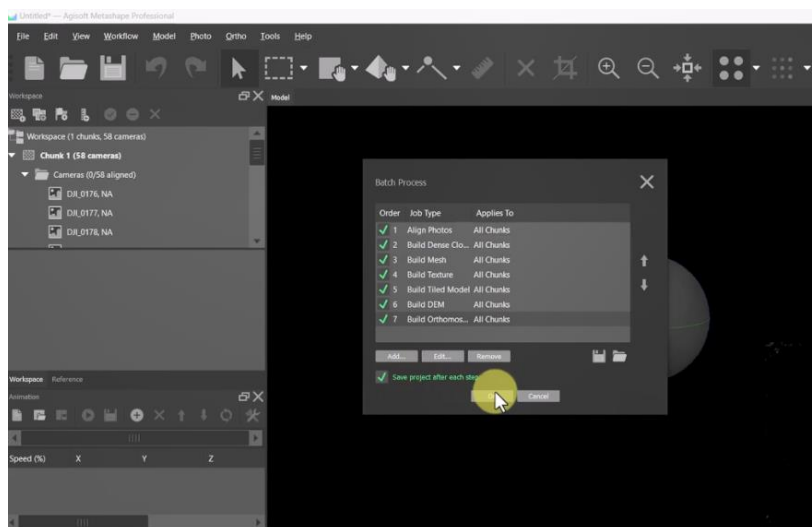 Untitled* — Agisoft Metashape Professional
File Edit View Workflow Model Photo Ortho Tools Help
Workspace
Model
Workspace (1 chunks, 58 cameras)
Chunk 1 (58 cameras)
Cameras (0/58 aligned)
DJI_0176, NA
DJI_0177, NA
DJI_0178, NA
Batch Process
Order Job Type Applies To
1 Align Photos All Chunks
2 Build Dense Clo... All Chunks
3 Build Mesh All Chunks
4 Build Texture All Chunks
5 Build Tiled Model All Chunks
6 Build DEM All Chunks
7 Build Orthomos... All Chunks
Add... Edit... Remove
Save project after each step
Cancel
Workspace Reference
Animation
Speed (%) X Y Z